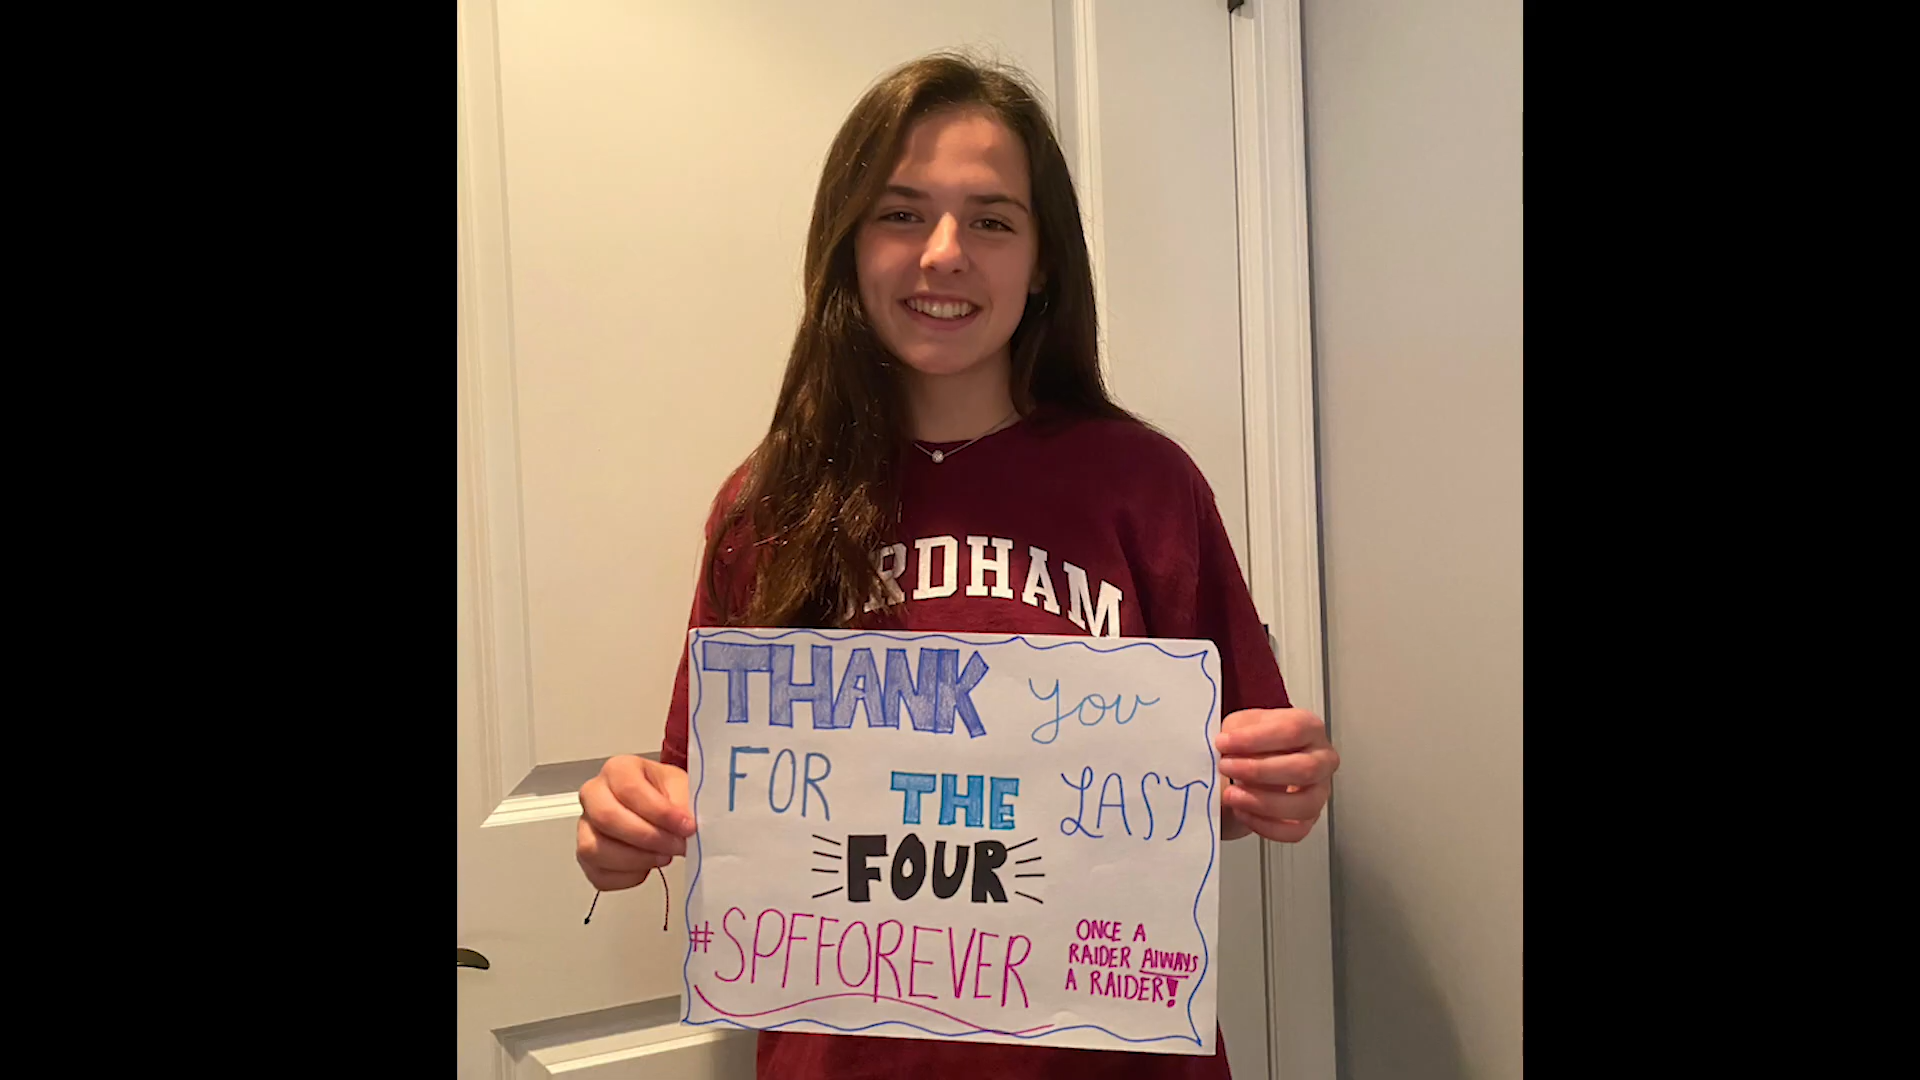 RDHAM
THANK you
FOR THE LAST
FOUR
#SPFFOREVER
ONCE A
RAIDER AlWAYS
A RAIDER!